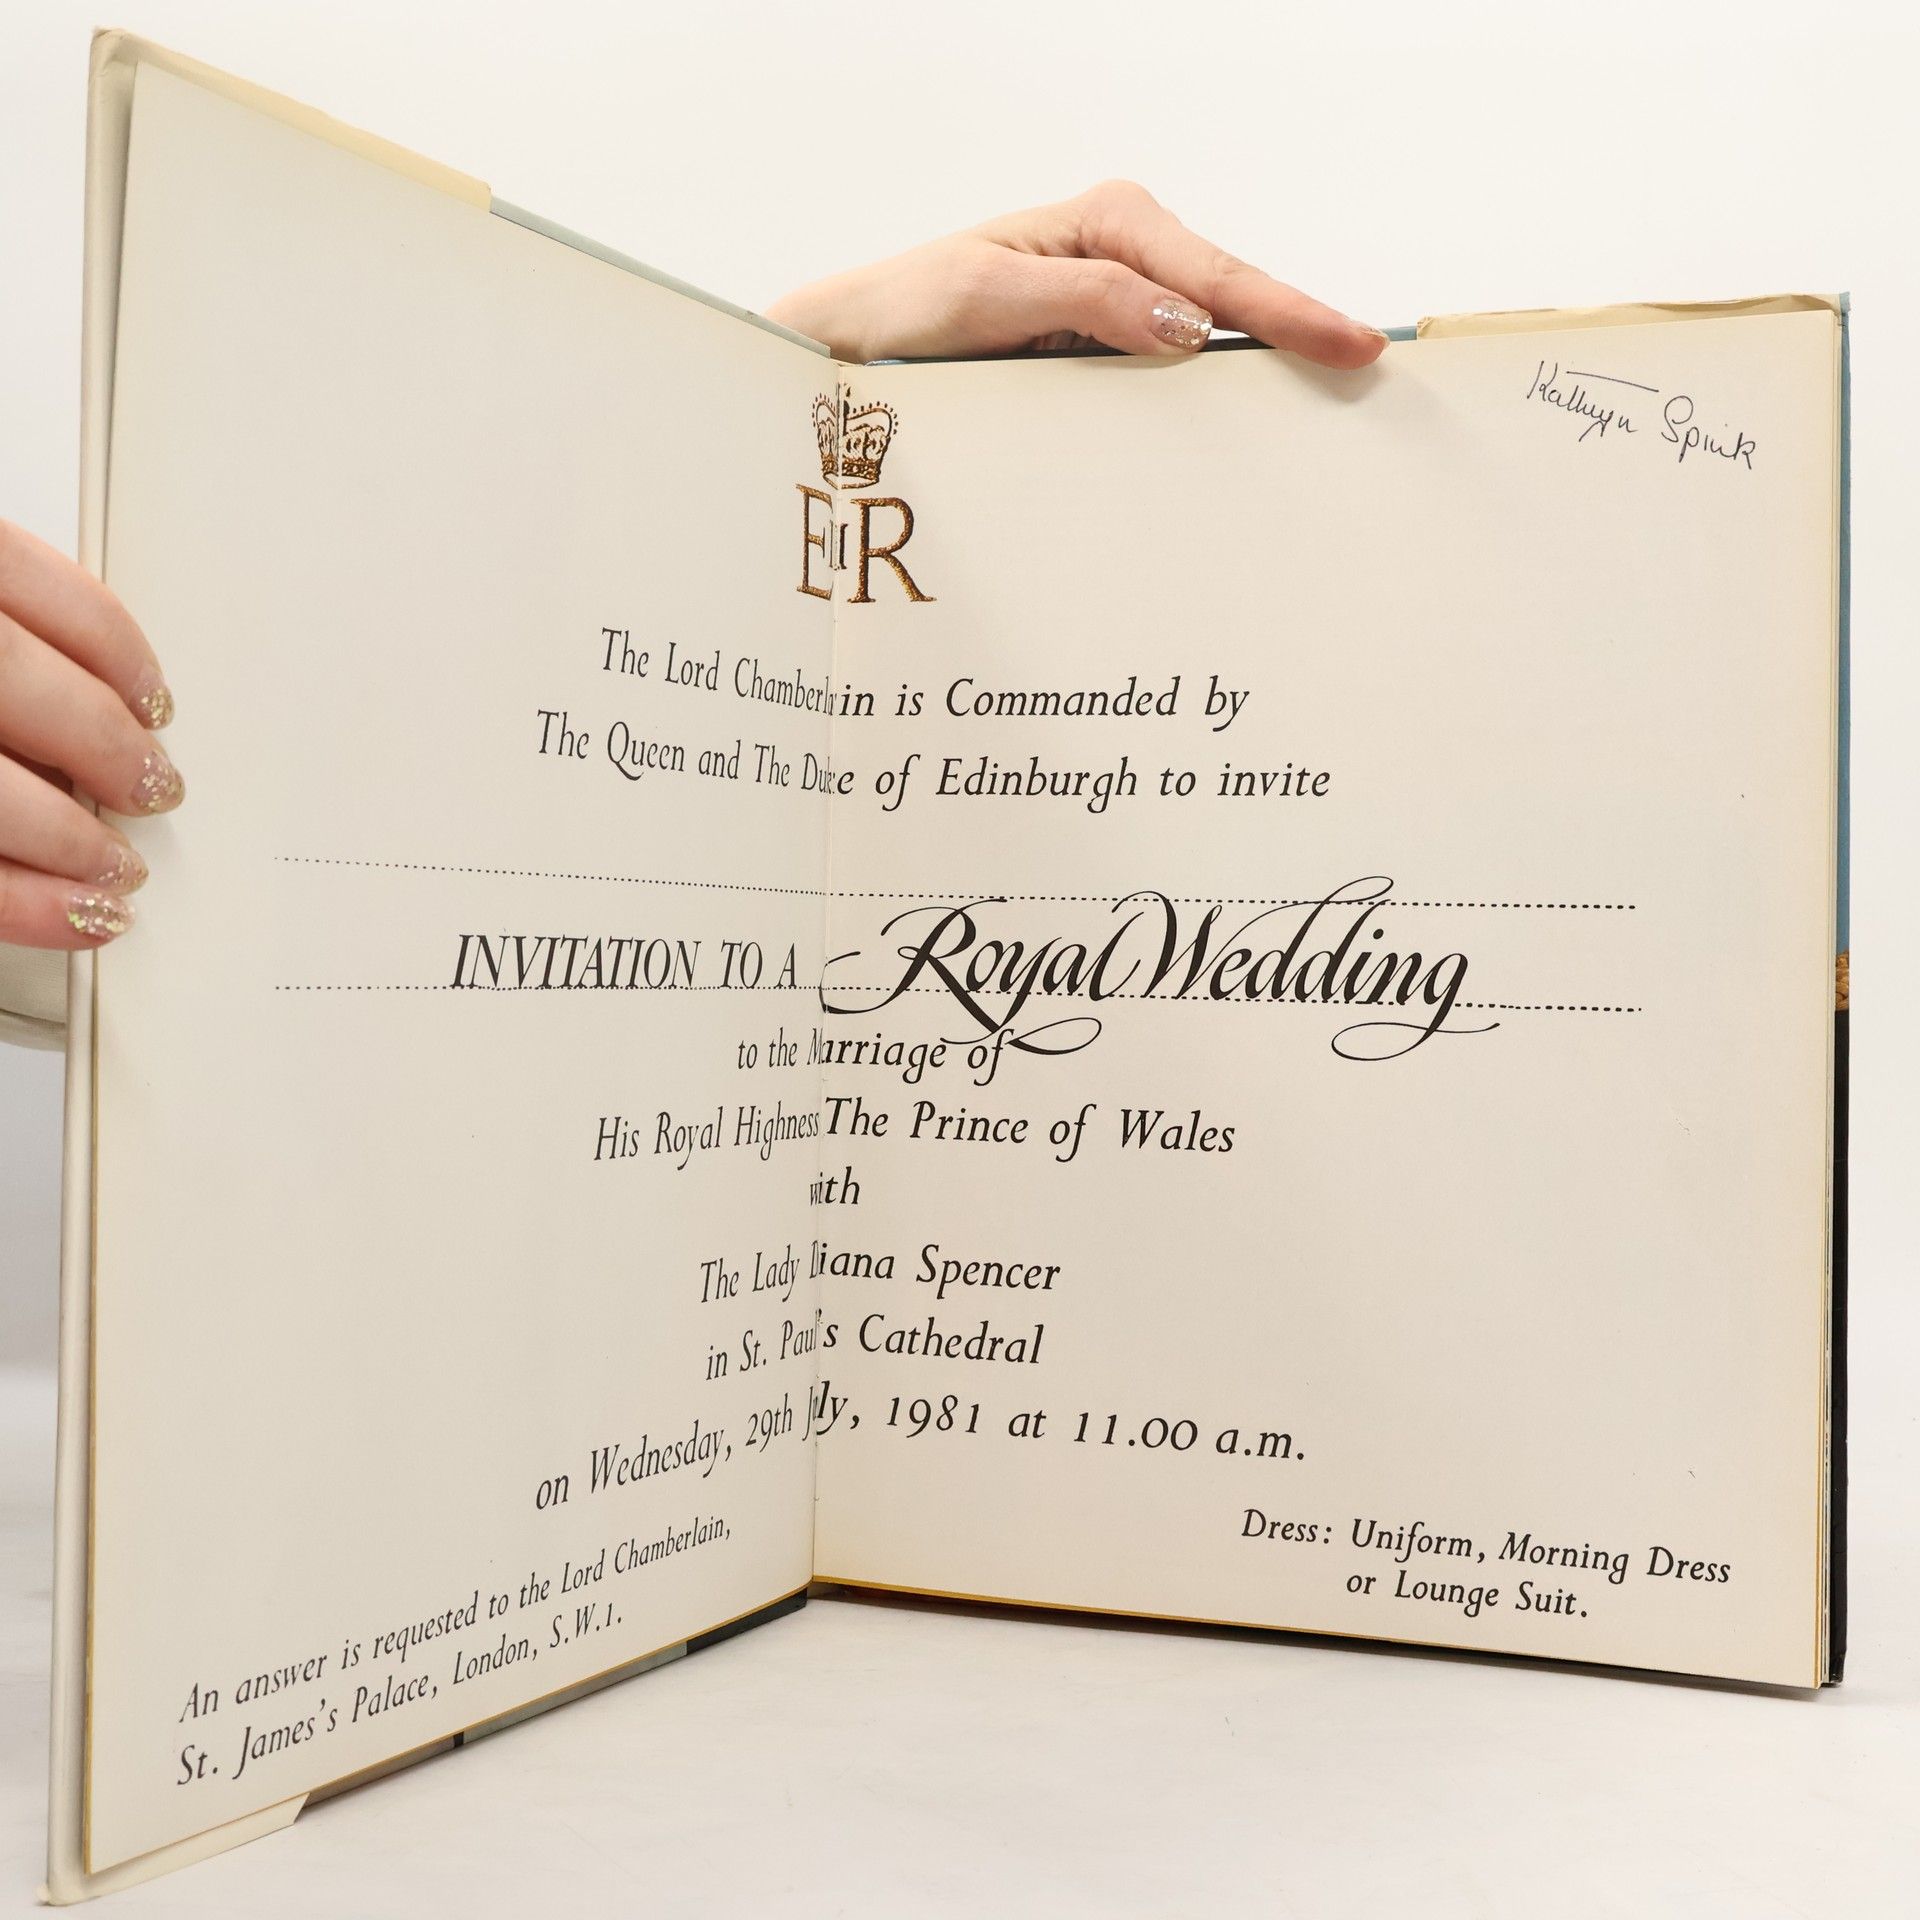 Kathryn Spink
E II R
The Lord Chamberlain is Commanded by
The Queen and The Duke of Edinburgh to invite
INVITATION TO A Royal Wedding
to the Marriage of
His Royal Highness The Prince of Wales
with
The Lady Diana Spencer
in St. Paul's Cathedral
on Wednesday, 29th July, 1981 at 11.00 a.m.
An answer is requested to the Lord Chamberlain,
St. James's Palace, London, S.W.1.
Dress: Uniform, Morning Dress
or Lounge Suit.